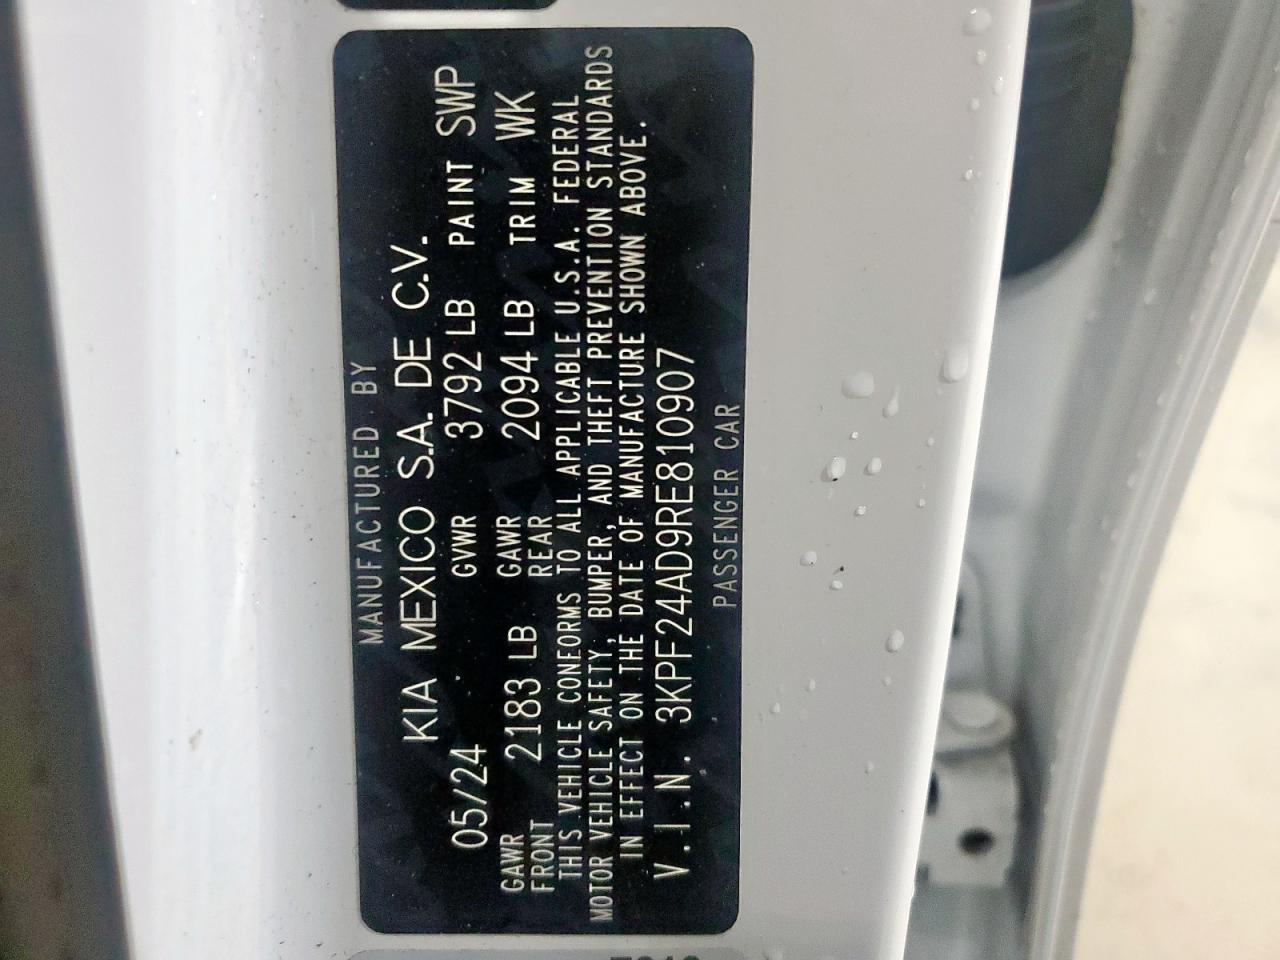 MANUFACTURED BY
KIA MEXICO S.A. DE C.V.
05/24 GVWR 3792 LB PAINT SWP
GAWR FRONT 2183 LB GAWR REAR 2094 LB TRIM WK
THIS VEHICLE CONFORMS TO ALL APPLICABLE U.S.A. FEDERAL
MOTOR VEHICLE SAFETY, BUMPER, AND THEFT PREVENTION STANDARDS
IN EFFECT ON THE DATE OF MANUFACTURE SHOWN ABOVE.
V.I.N. 3KPF24AD9RE810907
PASSENGER CAR